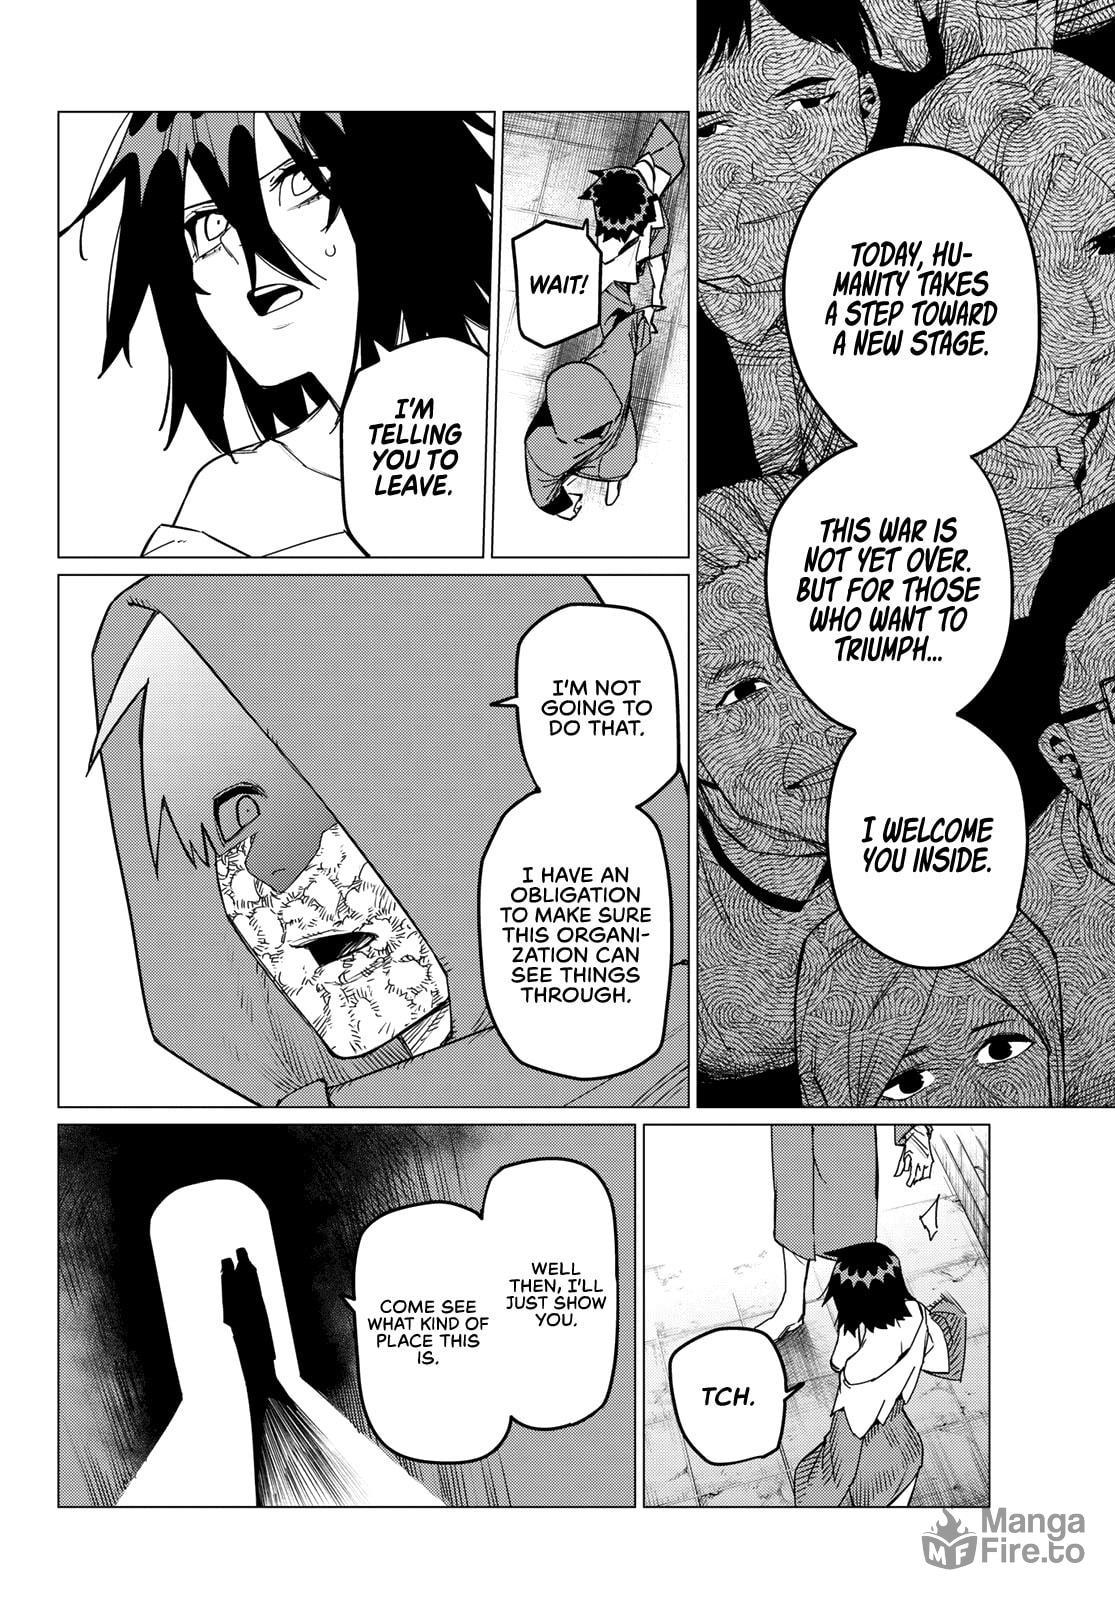 TODAY, HU-
MANITY TAKES
A STEP TOWARD
A NEW STAGE.
THIS WAR IS
NOT YET OVER.
BUT FOR THOSE
WHO WANT TO
TRIUMPH...
I WELCOME
YOU INSIDE.
WAIT!
I'M
TELLING
YOU TO
LEAVE.
I'M NOT
GOING TO
DO THAT.
I HAVE AN
OBLIGATION
TO MAKE SURE
THIS ORGANI-
ZATION CAN
SEE THINGS
THROUGH.
TCH.
WELL
THEN, I'LL
JUST SHOW
YOU.
COME SEE
WHAT KIND OF
PLACE THIS
IS.
MF
Manga
Fire.to